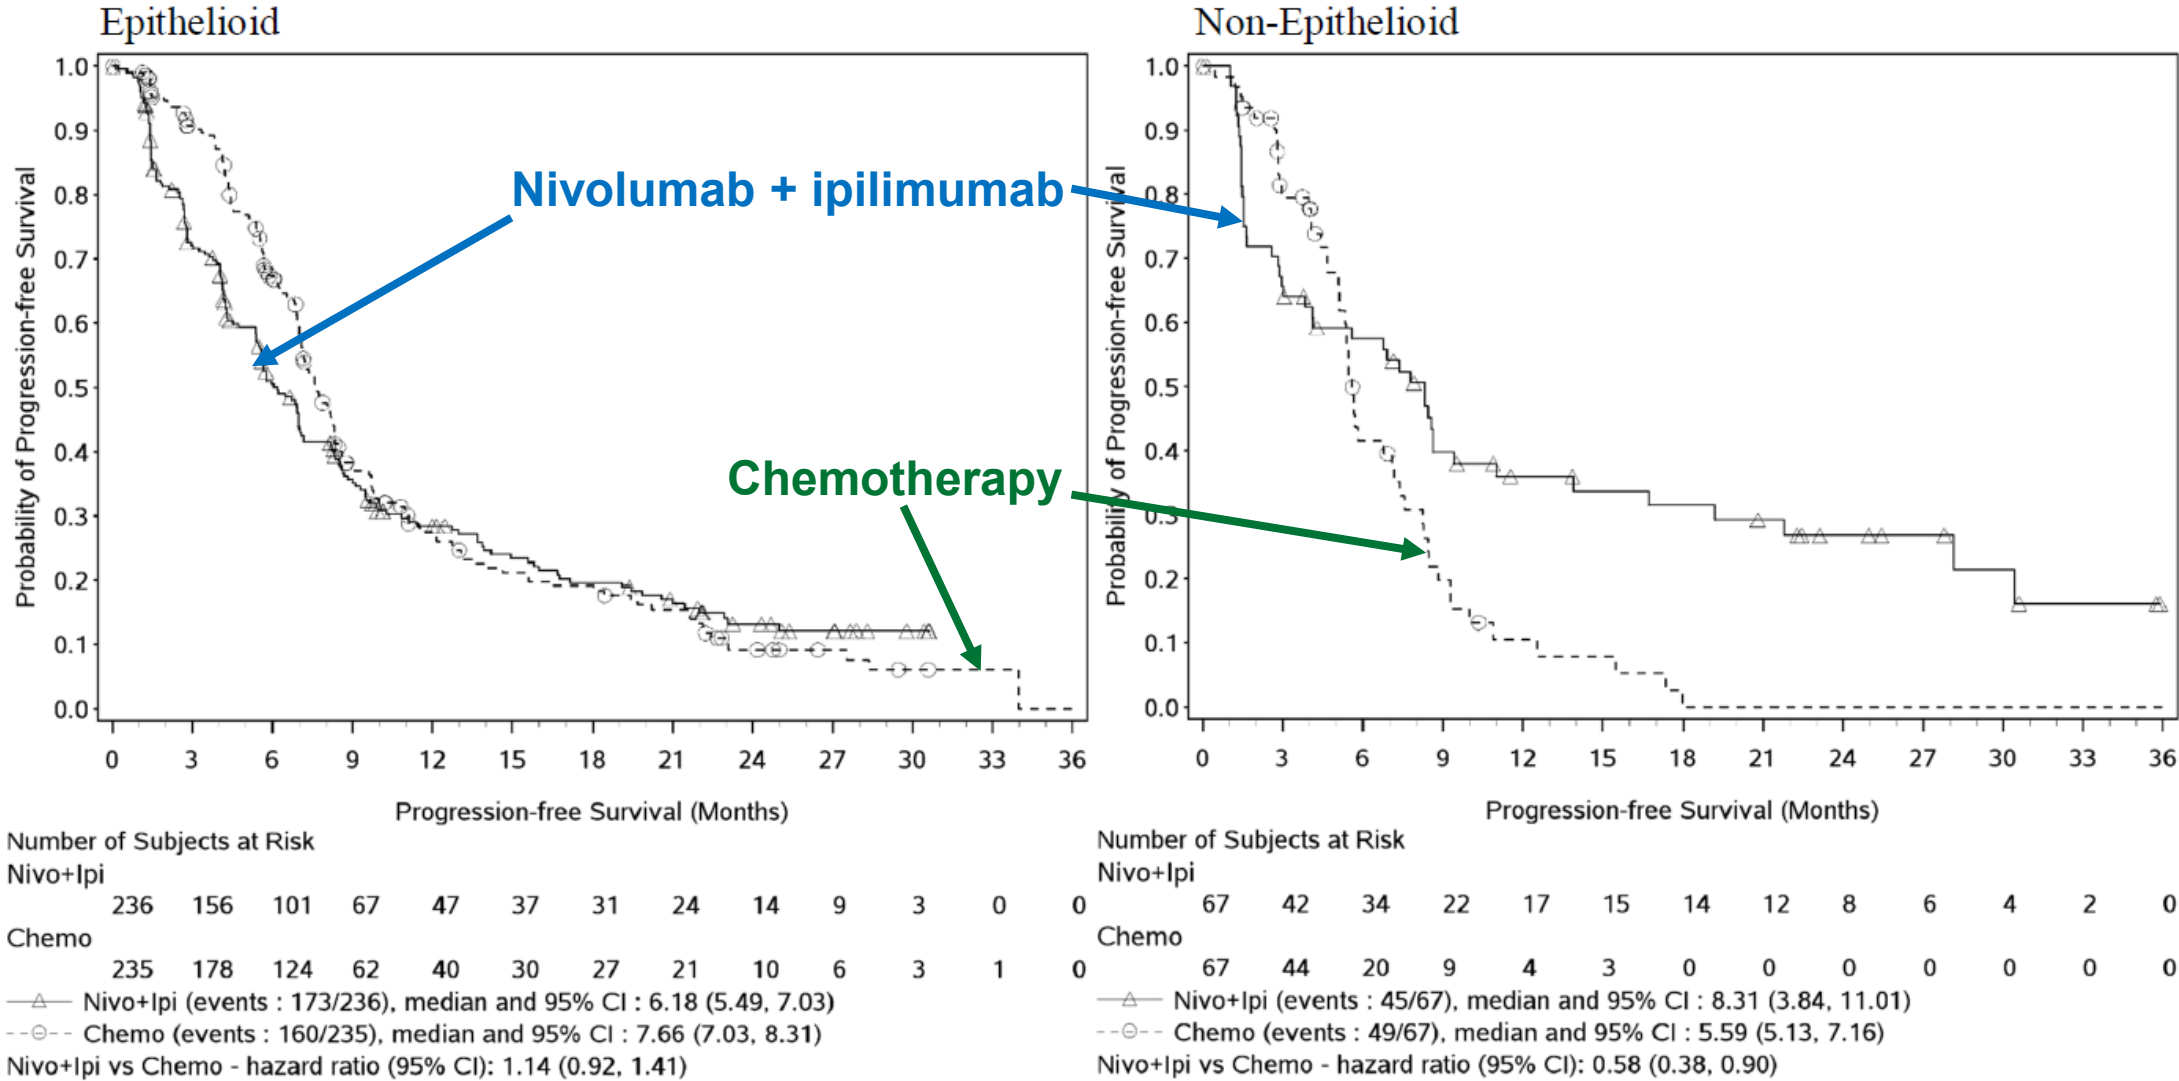 Epithelioid
Probability of Progression-free Survival
1.0
0.9
0.8
0.7
0.6
0.5
0.4
0.3
0.2
0.1
0.0
0 3 6 9 12 15 18 21 24 27 30 33 36
Progression-free Survival (Months)
Nivolumab + ipilimumab
Chemotherapy
Number of Subjects at Risk
Nivo+Ipi
236 156 101 67 47 37 31 24 14 9 3 0 0
Chemo
235 178 124 62 40 30 27 21 10 6 3 1 0
Nivo+Ipi (events : 173/236), median and 95% CI : 6.18 (5.49, 7.03)
Chemo (events : 160/235), median and 95% CI : 7.66 (7.03, 8.31)
Nivo+Ipi vs Chemo - hazard ratio (95% CI): 1.14 (0.92, 1.41)
Non-Epithelioid
Probability of Progression-free Survival
1.0
0.9
0.8
0.7
0.6
0.5
0.4
0.3
0.2
0.1
0.0
0 3 6 9 12 15 18 21 24 27 30 33 36
Progression-free Survival (Months)
Number of Subjects at Risk
Nivo+Ipi
67 42 34 22 17 15 14 12 8 6 4 2 0
Chemo
67 44 20 9 4 3 0 0 0 0 0 0 0
Nivo+Ipi (events : 45/67), median and 95% CI : 8.31 (3.84, 11.01)
Chemo (events : 49/67), median and 95% CI : 5.59 (5.13, 7.16)
Nivo+Ipi vs Chemo - hazard ratio (95% CI): 0.58 (0.38, 0.90)